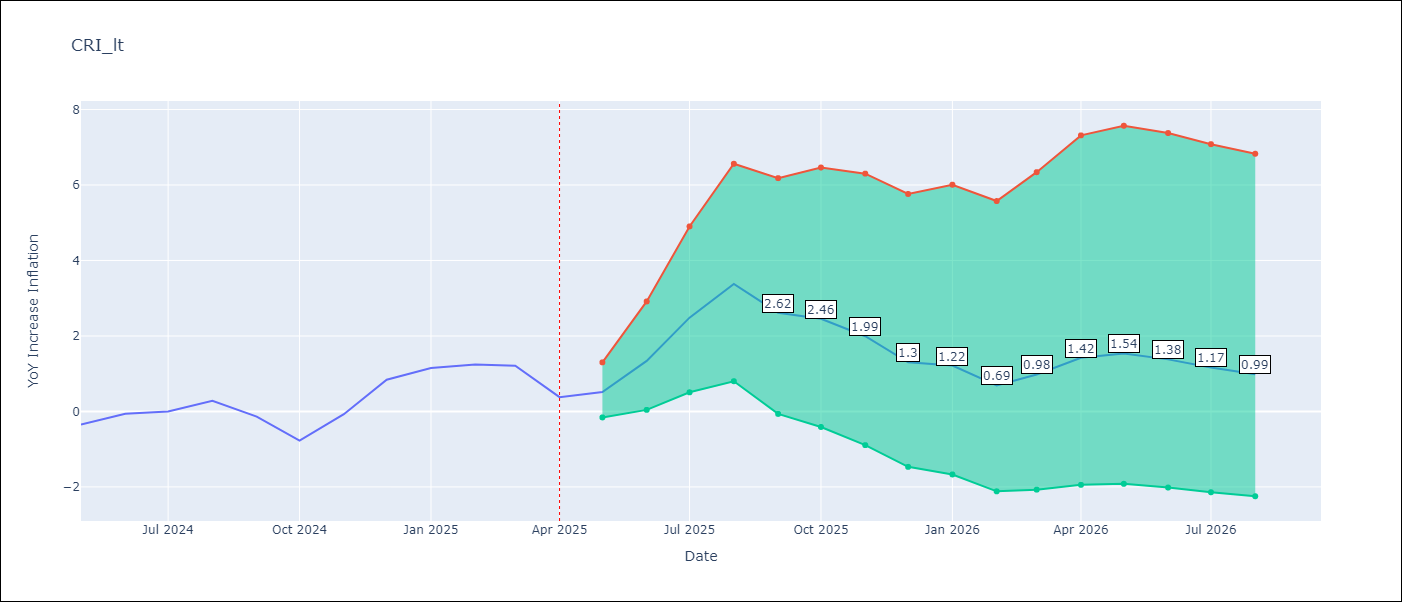 CRI_lt
YoY Increase Inflation
8
6
4
2
0
−2
2.62
2.46
1.99
1.3
1.22
0.69
0.98
1.42
1.54
1.38
1.17
0.99
Jul 2024
Oct 2024
Jan 2025
Apr 2025
Jul 2025
Oct 2025
Jan 2026
Apr 2026
Jul 2026
Date